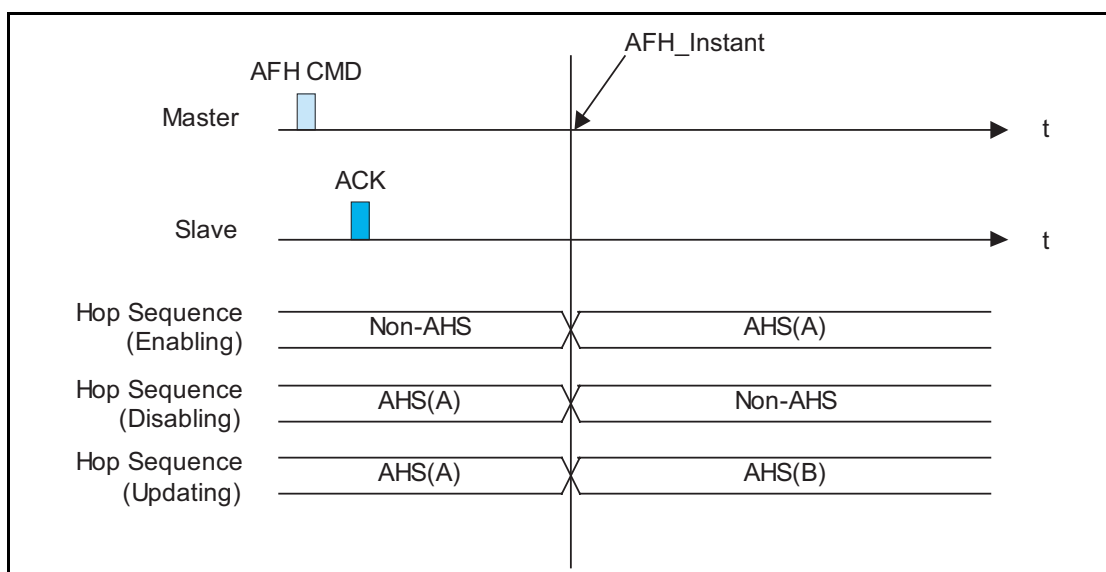 AFH_Instant
AFH CMD
Master
t
ACK
Slave
t
Hop Sequence
(Enabling)
Non-AHS
AHS(A)
Hop Sequence
(Disabling)
AHS(A)
Non-AHS
Hop Sequence
(Updating)
AHS(A)
AHS(B)